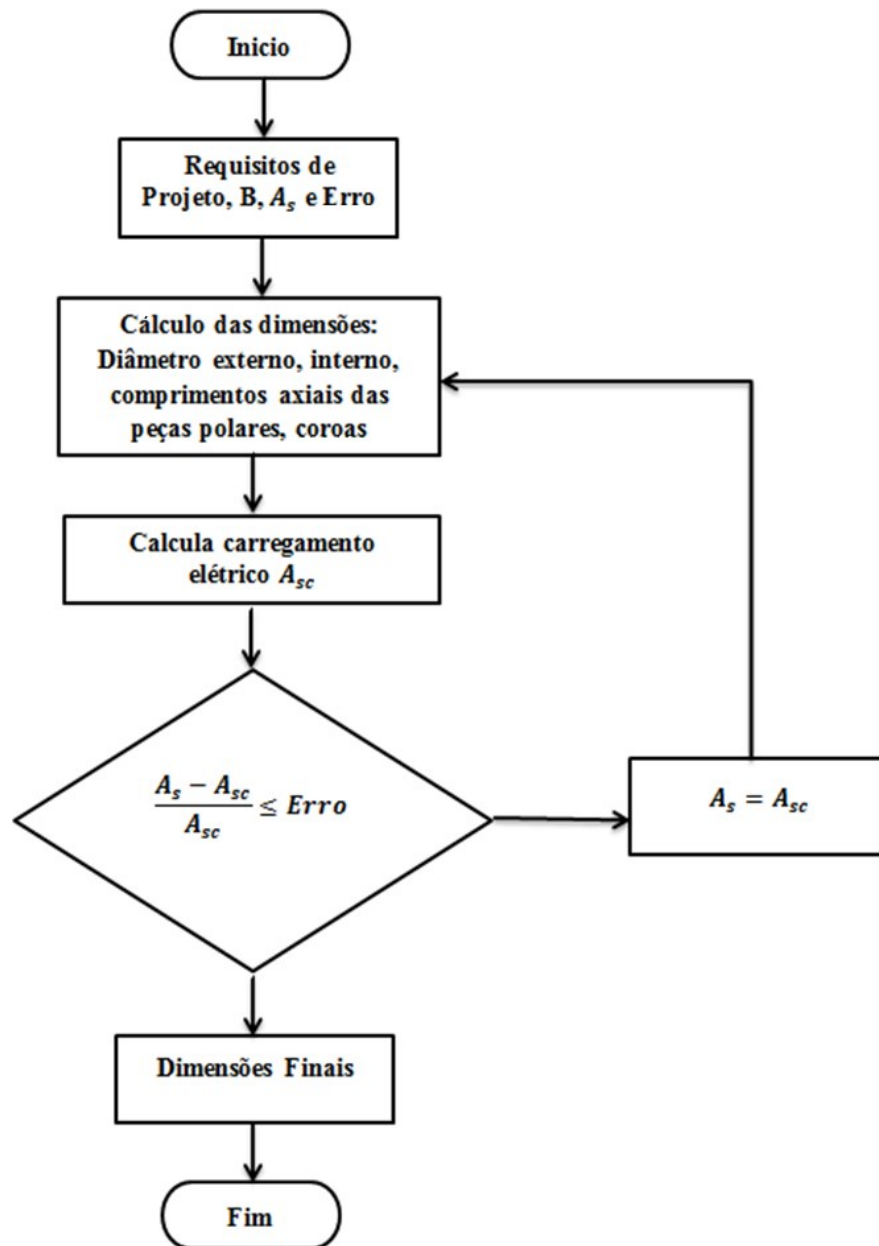 Inicio
Requisitos de
Projeto, B, A_s e Erro
Cálculo das dimensões:
Diâmetro externo, interno,
comprimentos axiais das
peças polares, coroas
Calcula carregamento
elétrico A_sc
(A_s − A_sc)/A_sc ≤ Erro
A_s = A_sc
Dimensões Finais
Fim